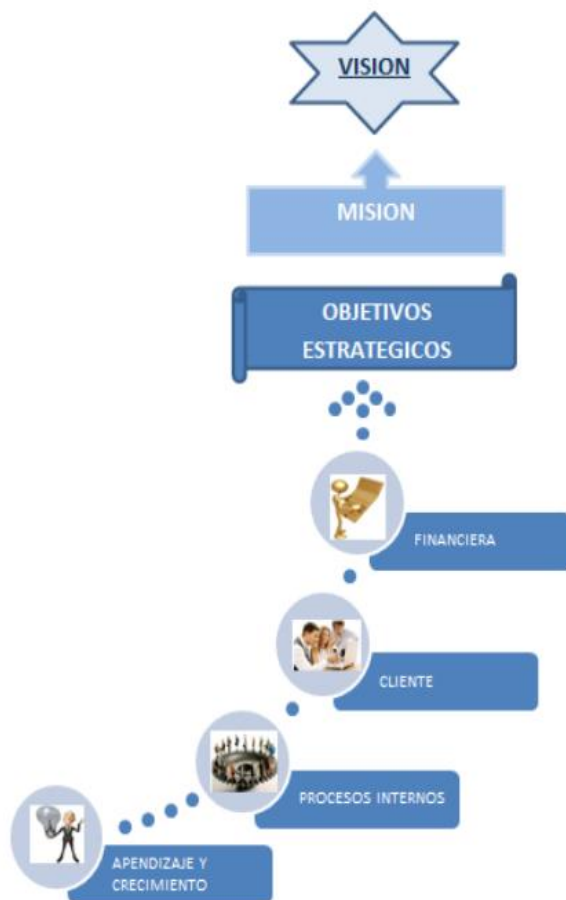 VISION
MISION
OBJETIVOS
ESTRATEGICOS
FINANCIERA
CLIENTE
PROCESOS INTERNOS
APENDIZAJE Y
CRECIMIENTO